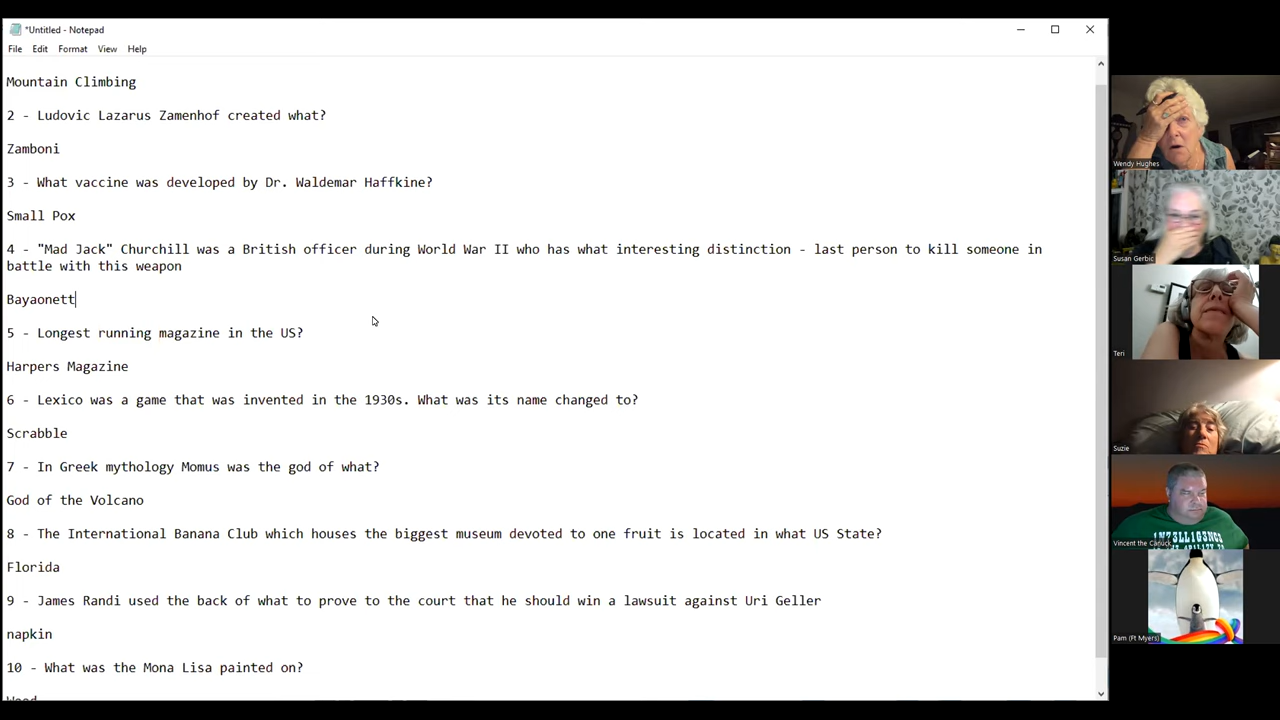 *Untitled - Notepad
File Edit Format View Help
Mountain Climbing
2 - Ludovic Lazarus Zamenhof created what?
Zamboni
3 - What vaccine was developed by Dr. Waldemar Haffkine?
Small Pox
4 - "Mad Jack" Churchill was a British officer during World War II who has what interesting distinction - last person to kill someone in
battle with this weapon
Bayaonett
5 - Longest running magazine in the US?
Harpers Magazine
6 - Lexico was a game that was invented in the 1930s. What was its name changed to?
Scrabble
7 - In Greek mythology Momus was the god of what?
God of the Volcano
8 - The International Banana Club which houses the biggest museum devoted to one fruit is located in what US State?
Florida
9 - James Randi used the back of what to prove to the court that he should win a lawsuit against Uri Geller
napkin
10 - What was the Mona Lisa painted on?
Wood
Wendy Hughes
Susan Gerbic
Teri
Suzie
INTELLIGENCE
Vincent the Canuck
Pam (Ft Myers)